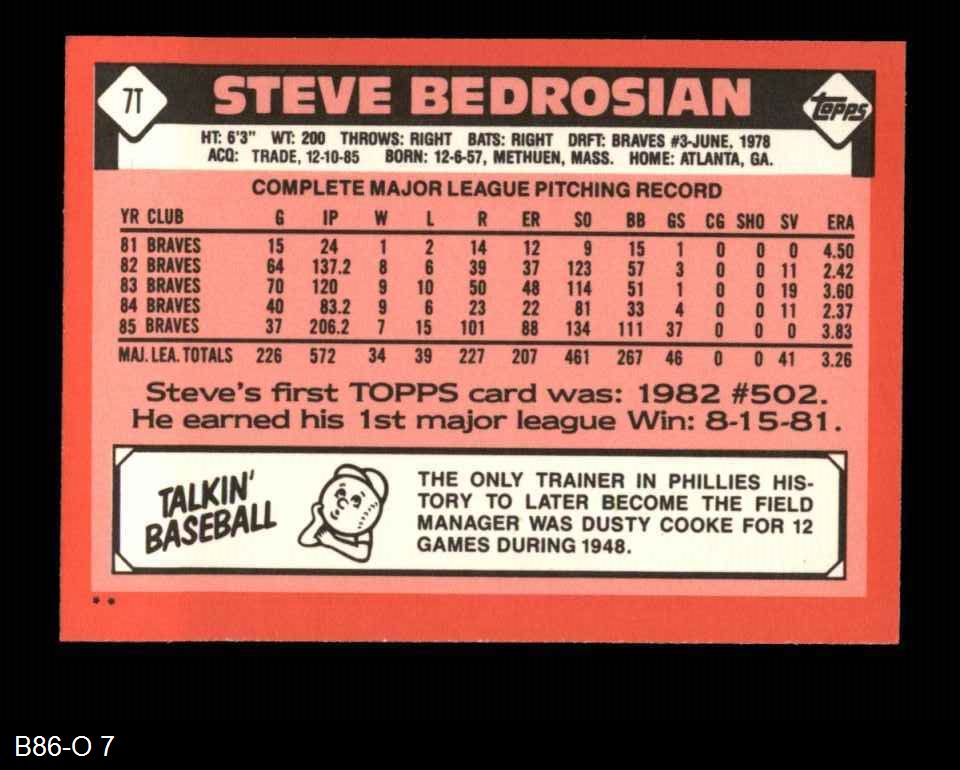 7T
STEVE BEDROSIAN
topps
HT: 6'3" WT: 200 THROWS: RIGHT BATS: RIGHT DRFT: BRAVES #3-JUNE, 1978
ACQ: TRADE, 12-10-85 BORN: 12-6-57, METHUEN, MASS. HOME: ATLANTA, GA.
COMPLETE MAJOR LEAGUE PITCHING RECORD
YR CLUB G IP W L R ER SO BB GS CG SHO SV ERA
81 BRAVES 15 24 1 2 14 12 9 15 1 0 0 0 4.50
82 BRAVES 64 137.2 8 6 39 37 123 57 3 0 0 11 2.42
83 BRAVES 70 120 9 10 50 48 114 51 1 0 0 19 3.60
84 BRAVES 40 83.2 9 6 23 22 81 33 4 0 0 11 2.37
85 BRAVES 37 206.2 7 15 101 88 134 111 37 0 0 0 3.83
MAJ. LEA. TOTALS 226 572 34 39 227 207 461 267 46 0 0 41 3.26
Steve's first TOPPS card was: 1982 #502.
He earned his 1st major league Win: 8-15-81.
TALKIN'
BASEBALL
THE ONLY TRAINER IN PHILLIES HIS-
TORY TO LATER BECOME THE FIELD
MANAGER WAS DUSTY COOKE FOR 12
GAMES DURING 1948.
**
B86-O 7